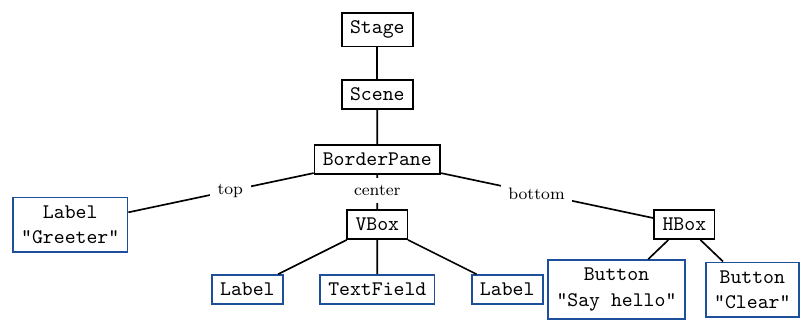 Stage
Scene
BorderPane
top
center
bottom
Label
"Greeter"
VBox
HBox
Label
TextField
Label
Button
"Say hello"
Button
"Clear"